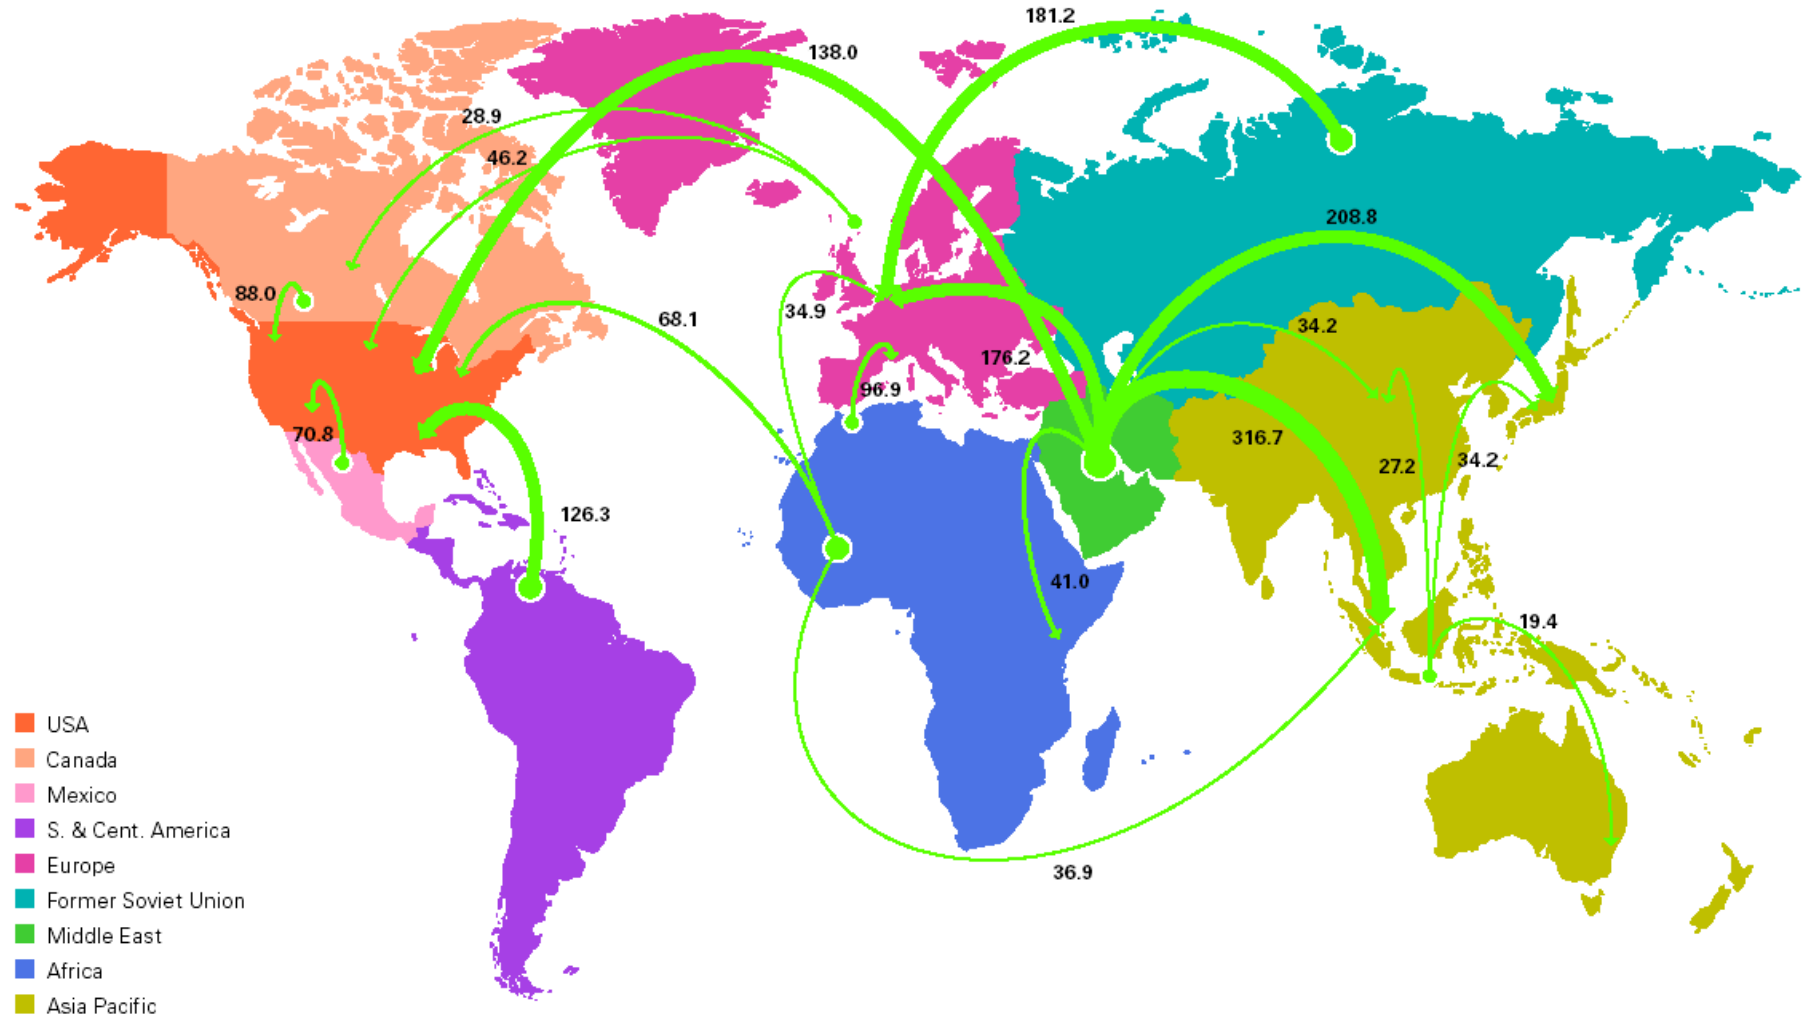 181.2
138.0
28.9
46.2
208.8
88.0
34.9
68.1
34.2
176.2
96.9
70.8
316.7
27.2
34.2
126.3
41.0
19.4
36.9
USA
Canada
Mexico
S. & Cent. America
Europe
Former Soviet Union
Middle East
Africa
Asia Pacific